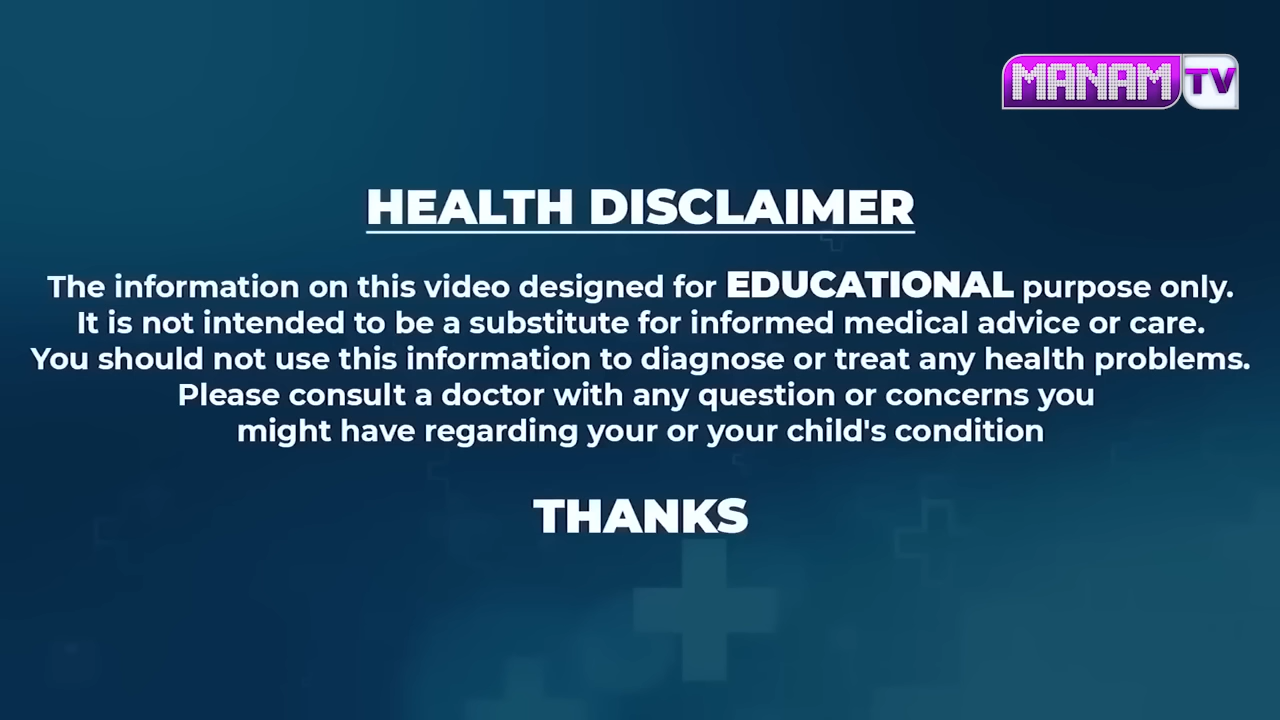 MANAM TV
HEALTH DISCLAIMER
The information on this video designed for EDUCATIONAL purpose only.
It is not intended to be a substitute for informed medical advice or care.
You should not use this information to diagnose or treat any health problems.
Please consult a doctor with any question or concerns you
might have regarding your or your child's condition
THANKS